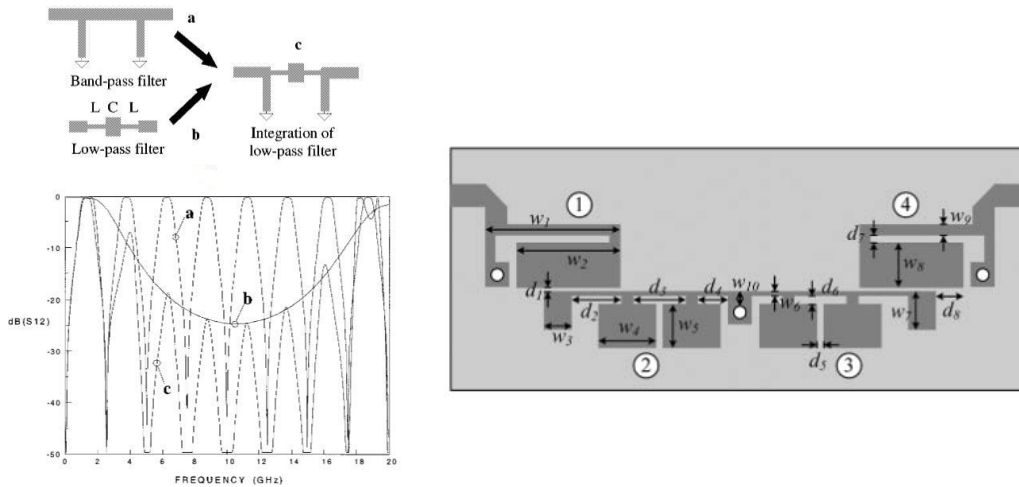 a
Band-pass filter
L C L
b
Low-pass filter
c
Integration of
low-pass filter
0
-10
-20
-30
-40
-50
dB(S12)
a
b
c
0 2 4 6 8 10 12 14 16 18 20
FREQUENCY (GHz)
1 4
w1 w9
d7
w2 w8
d1 d2 d3 d4 w10 w6 d6 w7 d8
w3 w4 w5
d5
2 3